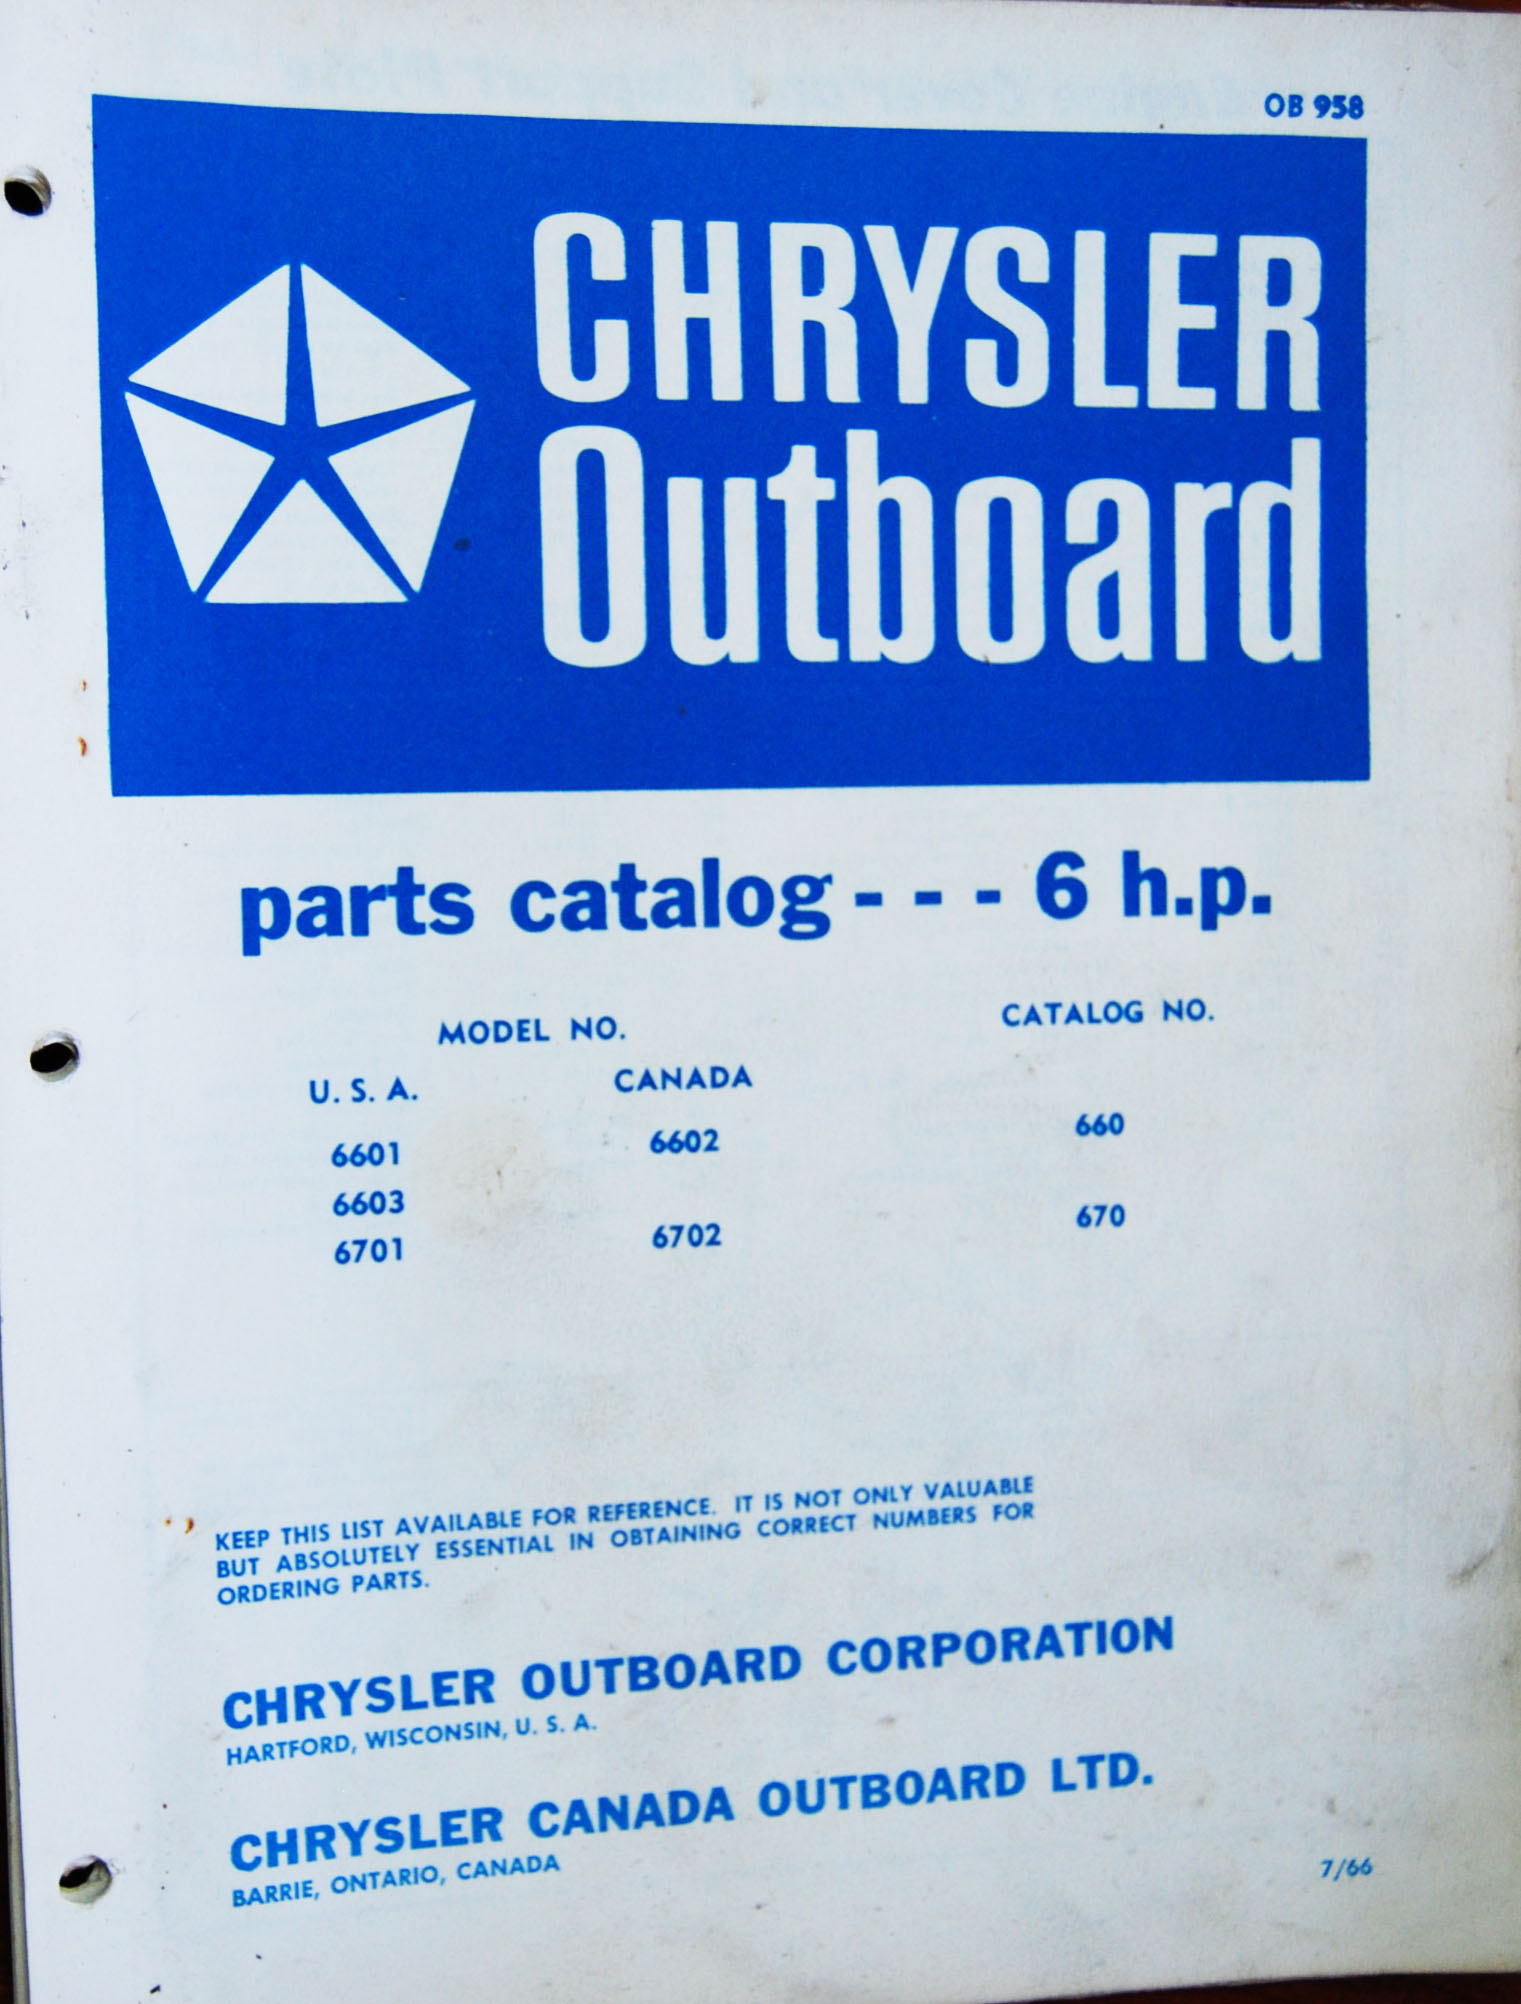 OB 958
CHRYSLER
Outboard
parts catalog - - - 6 h.p.
MODEL NO. CATALOG NO.
U. S. A. CANADA
6601 6602 660
6603
6701 6702 670
KEEP THIS LIST AVAILABLE FOR REFERENCE. IT IS NOT ONLY VALUABLE
BUT ABSOLUTELY ESSENTIAL IN OBTAINING CORRECT NUMBERS FOR
ORDERING PARTS.
CHRYSLER OUTBOARD CORPORATION
HARTFORD, WISCONSIN, U. S. A.
CHRYSLER CANADA OUTBOARD LTD.
BARRIE, ONTARIO, CANADA
7/66